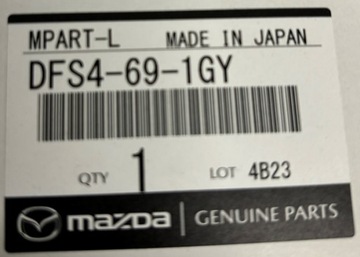 MPART-L MADE IN JAPAN
DFS4-69-1GY
QTY 1 LOT 4B23
mazda GENUINE PARTS